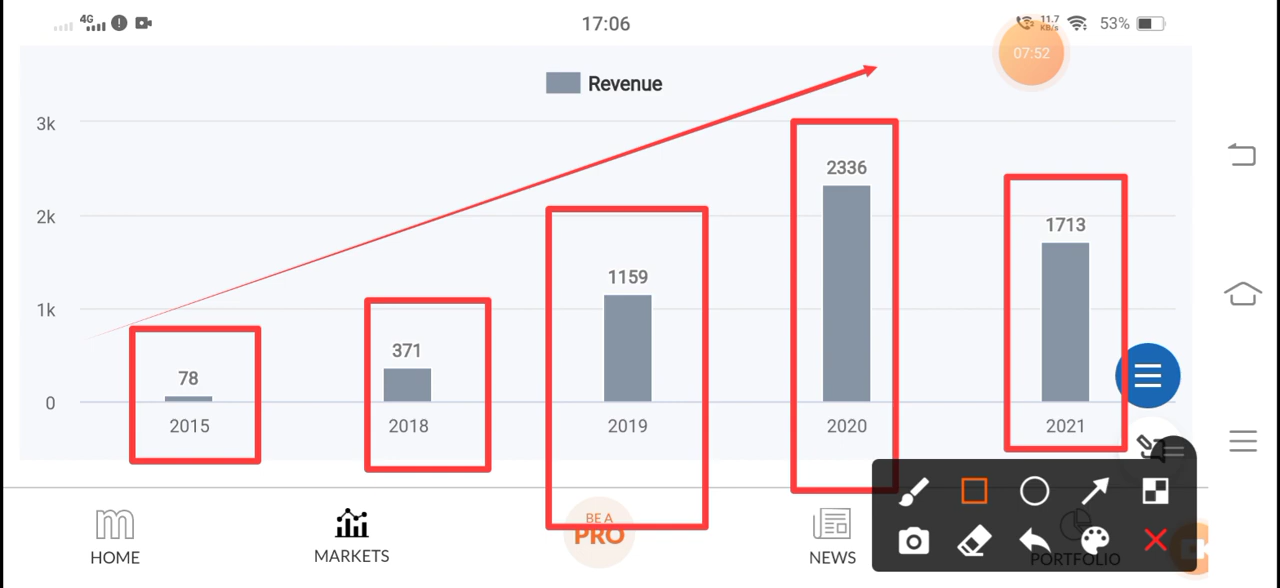 4G 17:06 11.7 KB/s 53%
07:52
Revenue
3k
2k
1k
0
78
371
1159
2336
1713
2015 2018 2019 2020 2021
HOME
MARKETS
BE A
PRO
NEWS
PORTFOLIO